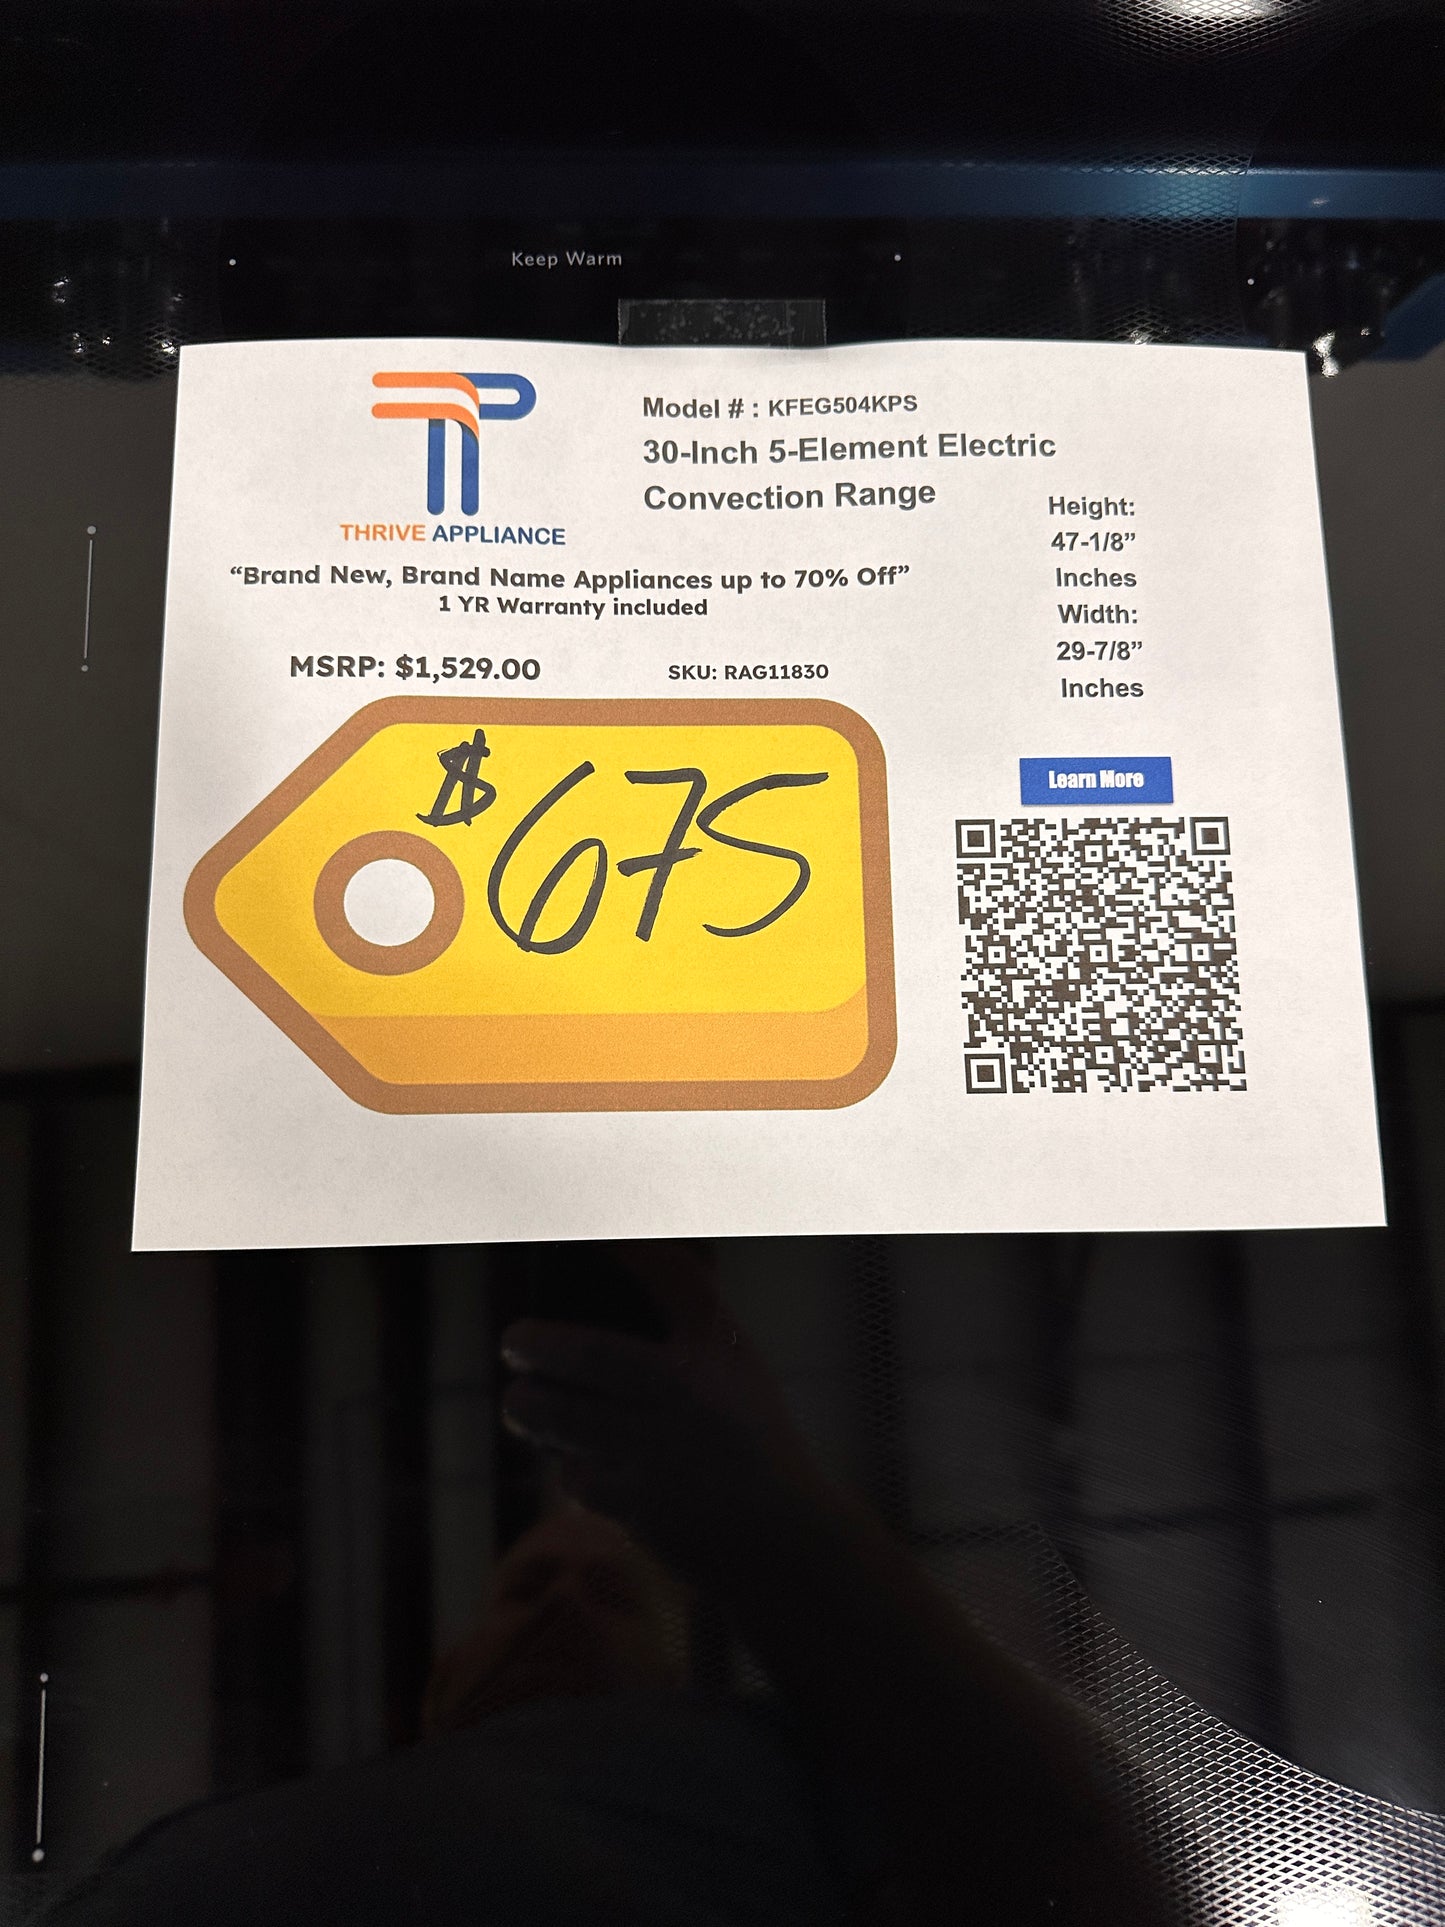 Keep Warm
THRIVE APPLIANCE
Model # : KFEG504KPS
30-Inch 5-Element Electric
Convection Range
"Brand New, Brand Name Appliances up to 70% Off"
1 YR Warranty included
MSRP: $1,529.00
SKU: RAG11830
Height:
47-1/8”
Inches
Width:
29-7/8”
Inches
$675
Learn More